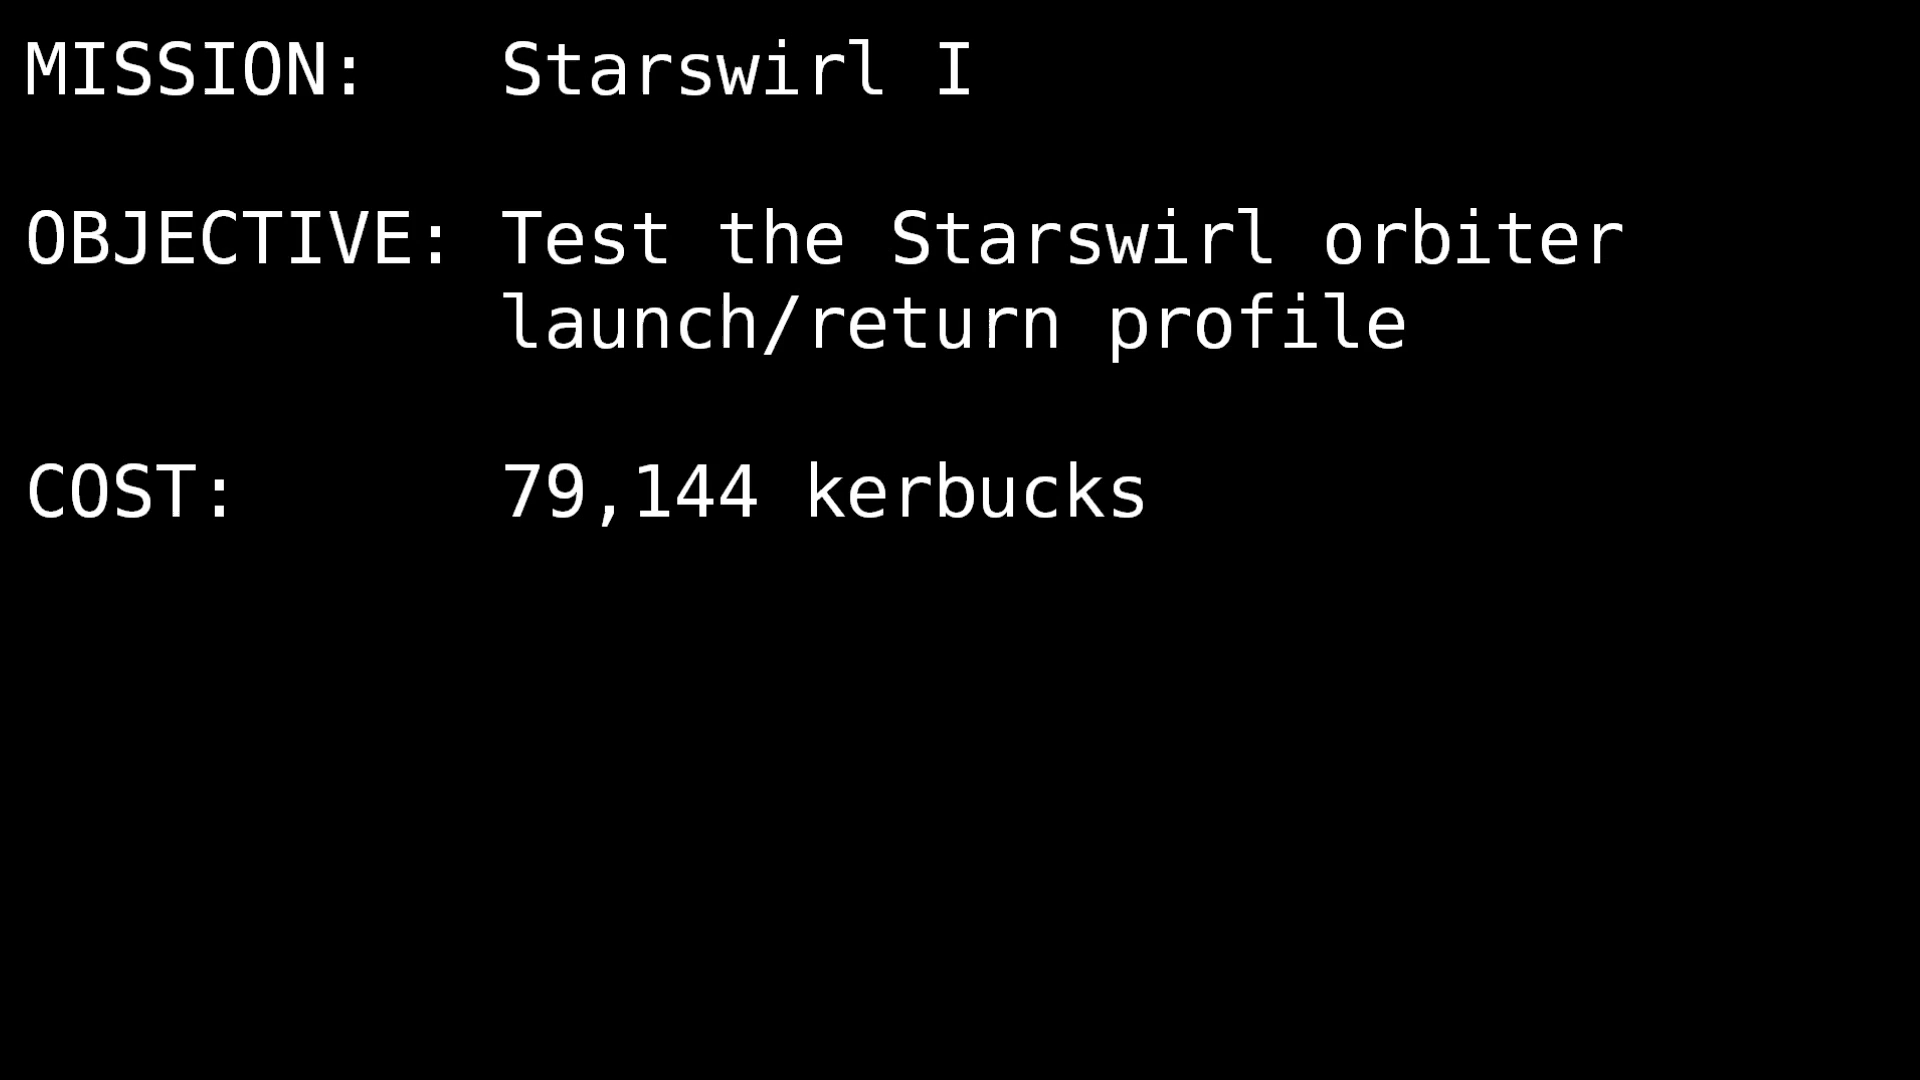 MISSION: Starswirl I
OBJECTIVE: Test the Starswirl orbiter
launch/return profile
COST: 79,144 kerbucks